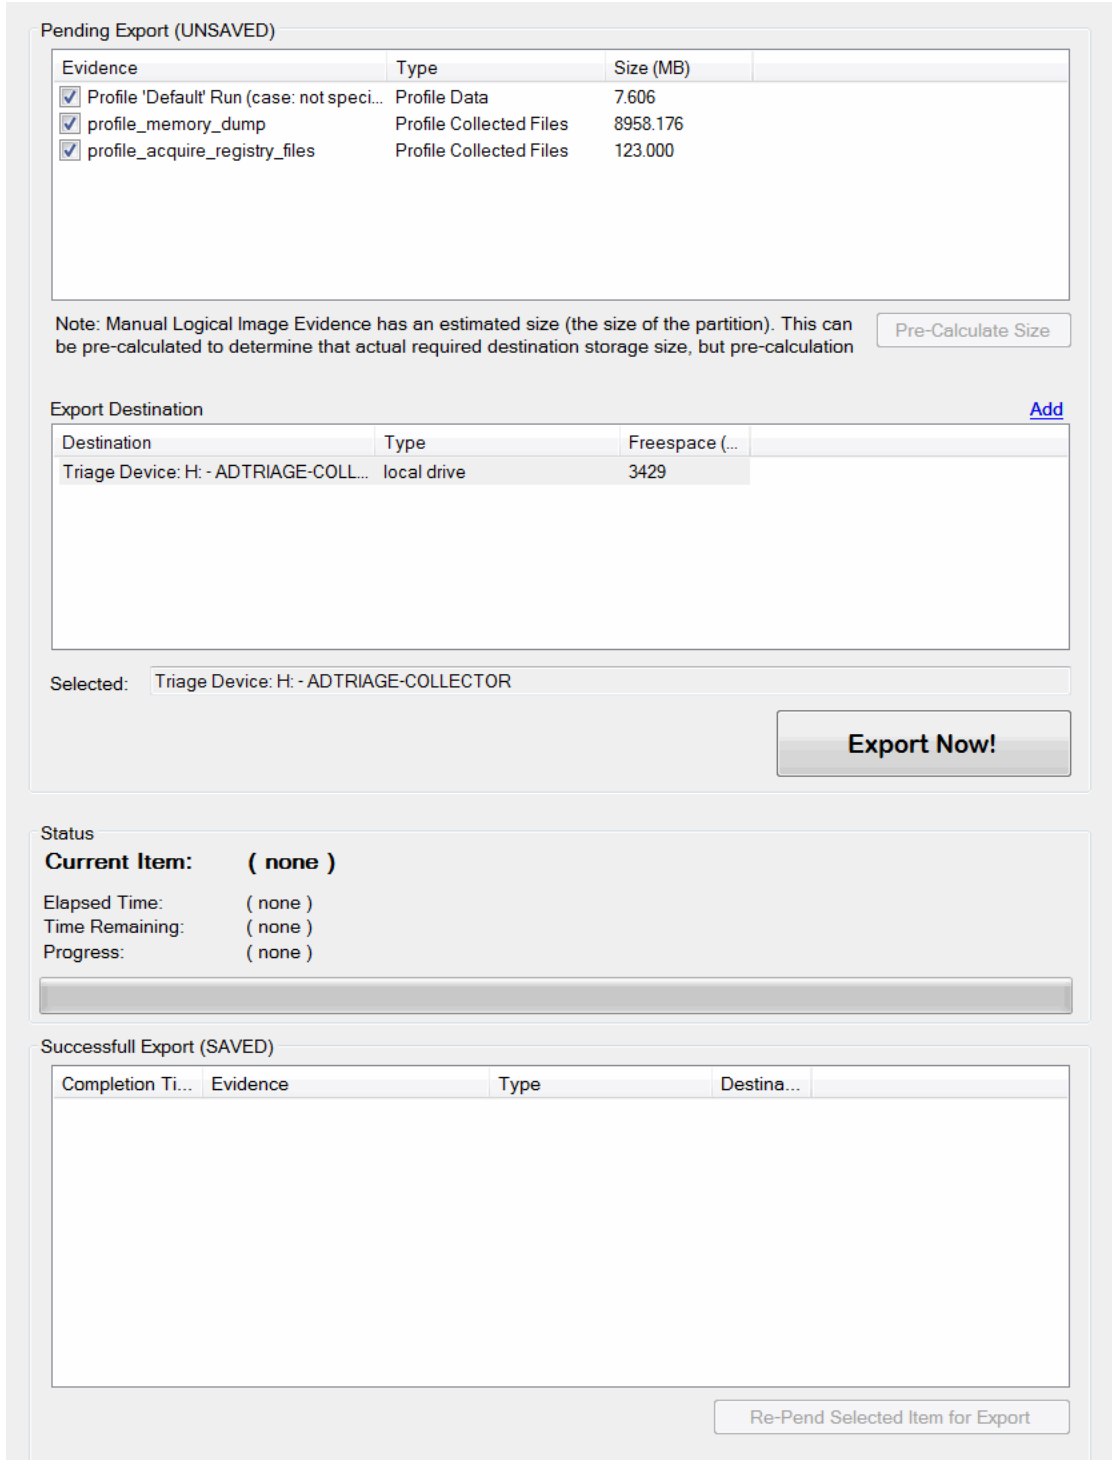 Pending Export (UNSAVED)
Evidence Type Size (MB)
Profile 'Default' Run (case: not speci... Profile Data 7.606
profile_memory_dump Profile Collected Files 8958.176
profile_acquire_registry_files Profile Collected Files 123.000
Note: Manual Logical Image Evidence has an estimated size (the size of the partition). This can
be pre-calculated to determine that actual required destination storage size, but pre-calculation
Pre-Calculate Size
Export Destination Add
Destination Type Freespace (...
Triage Device: H: - ADTRIAGE-COLL... local drive 3429
Selected: Triage Device: H: - ADTRIAGE-COLLECTOR
Export Now!
Status
Current Item: ( none )
Elapsed Time: ( none )
Time Remaining: ( none )
Progress: ( none )
Successfull Export (SAVED)
Completion Ti... Evidence Type Destina...
Re-Pend Selected Item for Export